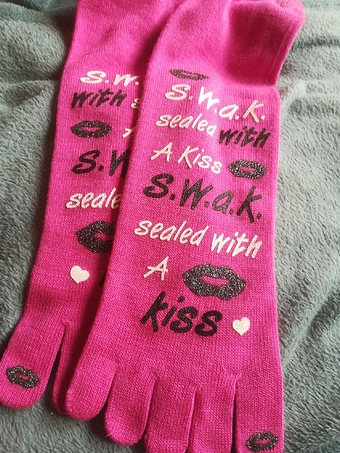 S.W.a.K.
with s
A
S.W
sealed
S.W.a.K.
sealed with
A Kiss
S.W.a.K.
sealed with
A
Kiss